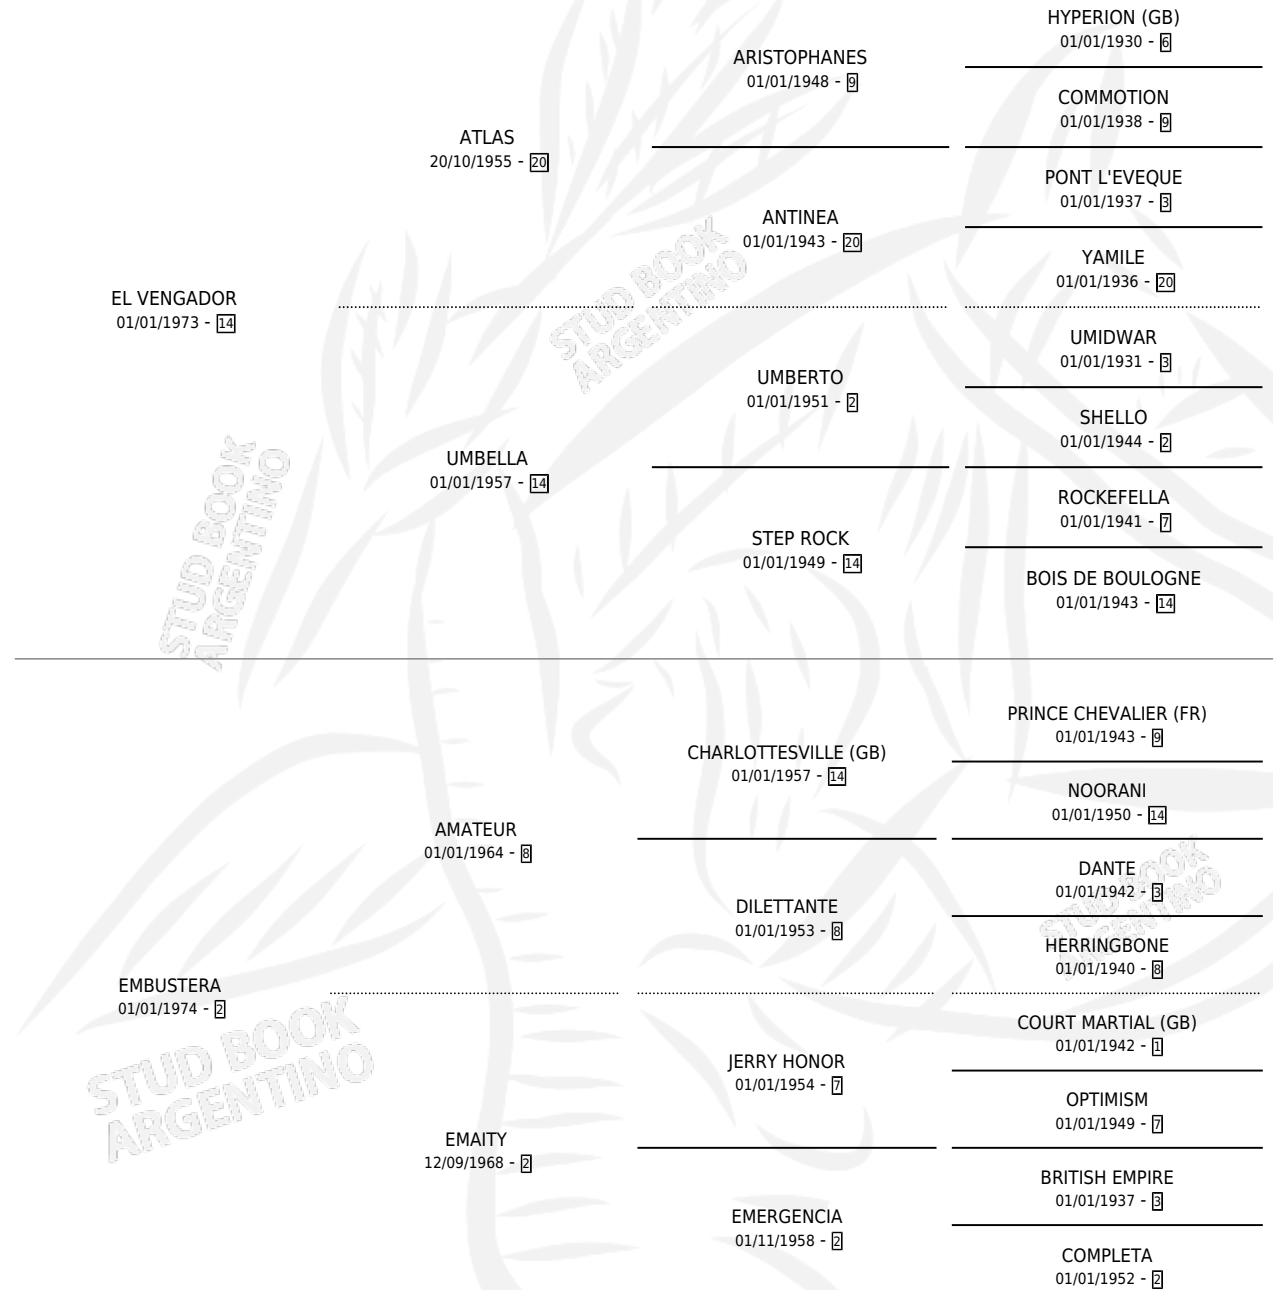 HYPERION (GB)
01/01/1930 - 6
ARISTOPHANES
01/01/1948 - 9
COMMOTION
01/01/1938 - 9
ATLAS
20/10/1955 - 20
PONT L'EVEQUE
01/01/1937 - 3
ANTINEA
01/01/1943 - 20
YAMILE
01/01/1936 - 20
EL VENGADOR
01/01/1973 - 14
STUD BOOK
ARGENTINO
UMIDWAR
01/01/1931 - 3
UMBERTO
01/01/1951 - 2
SHELLO
01/01/1944 - 2
UMBELLA
01/01/1957 - 14
ROCKEFELLA
01/01/1941 - 7
STEP ROCK
01/01/1949 - 14
BOIS DE BOULOGNE
01/01/1943 - 14
STUD BOOK
ARGENTINO
PRINCE CHEVALIER (FR)
01/01/1943 - 9
CHARLOTTESVILLE (GB)
01/01/1957 - 14
NOORANI
01/01/1950 - 14
AMATEUR
01/01/1964 - 8
DANTE
01/01/1942 - 3
DILETTANTE
01/01/1953 - 8
HERRINGBONE
01/01/1940 - 8
STUD BOOK
ARGENTINO
EMBUSTERA
01/01/1974 - 2
COURT MARTIAL (GB)
01/01/1942 - 1
JERRY HONOR
01/01/1954 - 7
OPTIMISM
01/01/1949 - 7
STUD BOOK
ARGENTINO
EMAITY
12/09/1968 - 2
BRITISH EMPIRE
01/01/1937 - 3
EMERGENCIA
01/11/1958 - 2
COMPLETA
01/01/1952 - 2